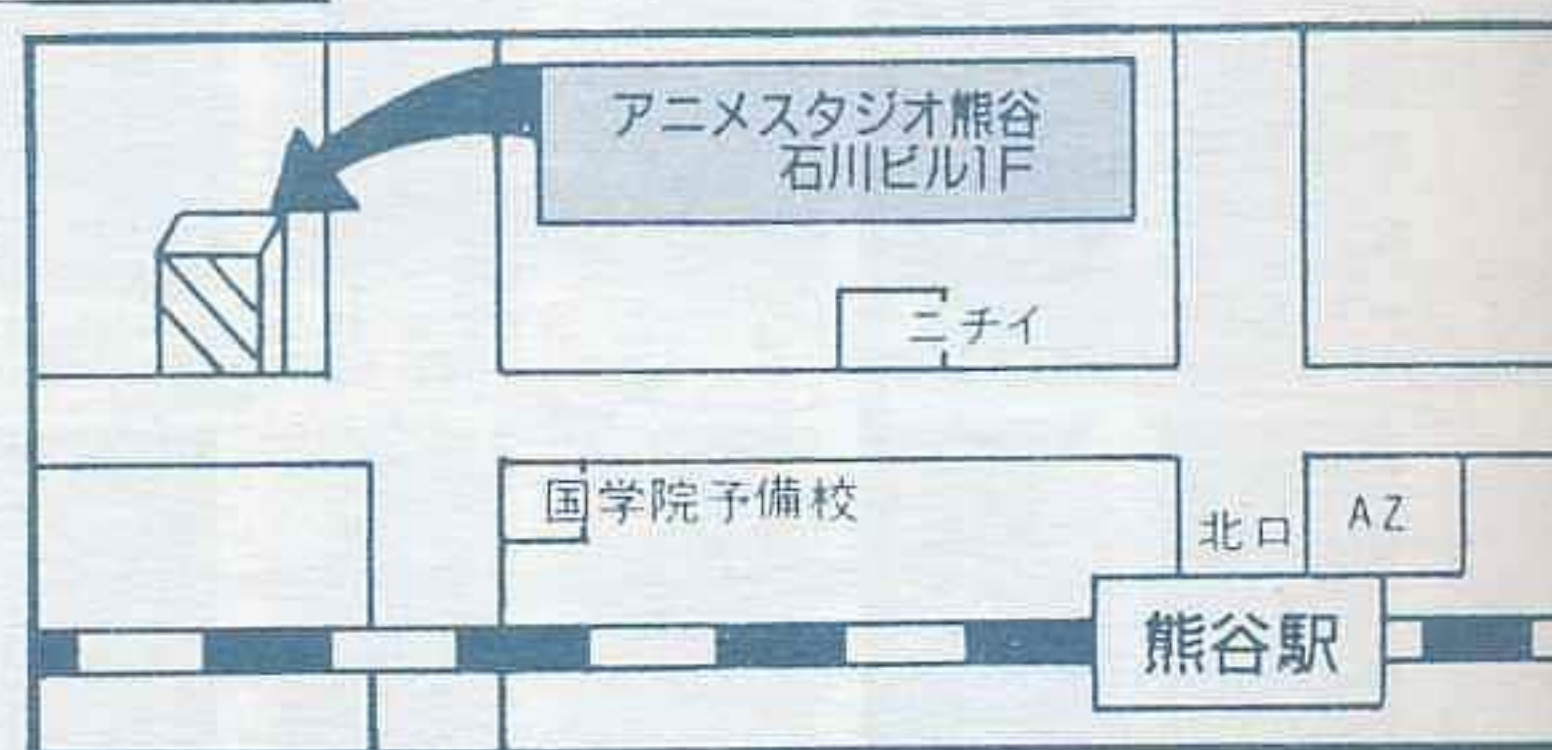 アニメスタジオ熊谷
石川ビル1F
ニチイ
国学院予備校
北口
AZ
熊谷駅